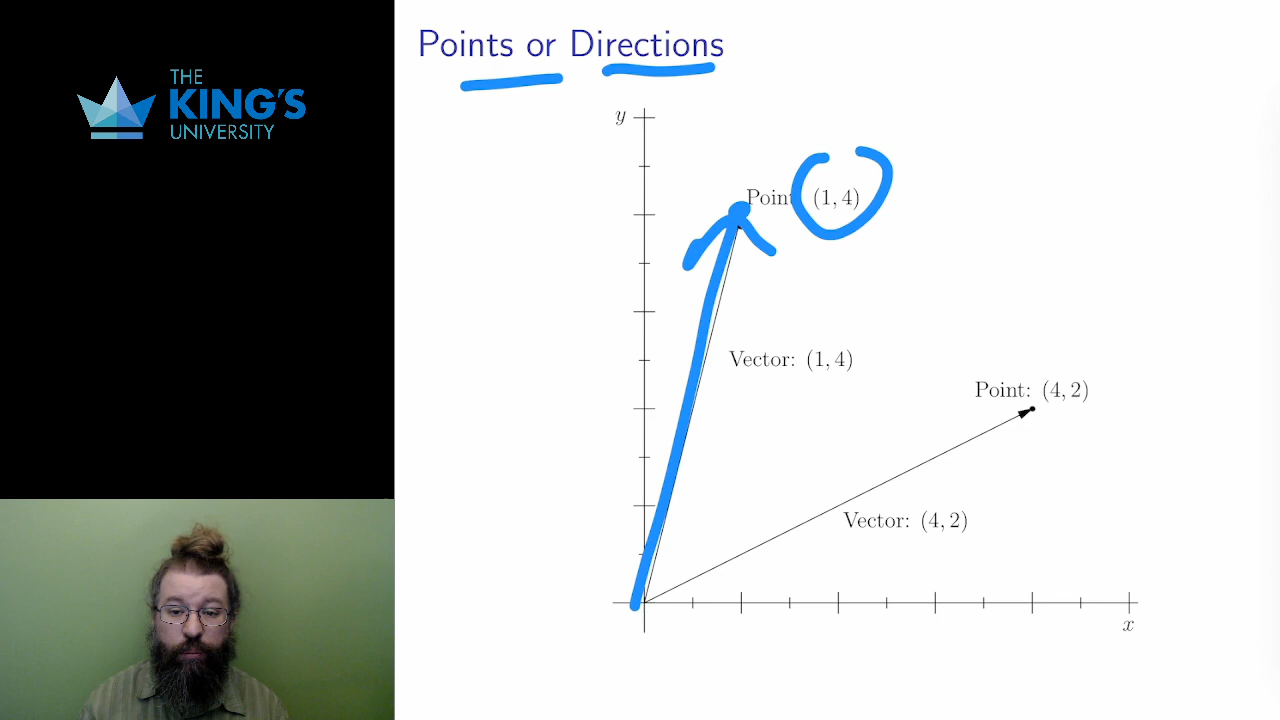 THE
KING'S
UNIVERSITY
Points or Directions
y
Point: (1, 4)
Vector: (1, 4)
Point: (4, 2)
Vector: (4, 2)
x